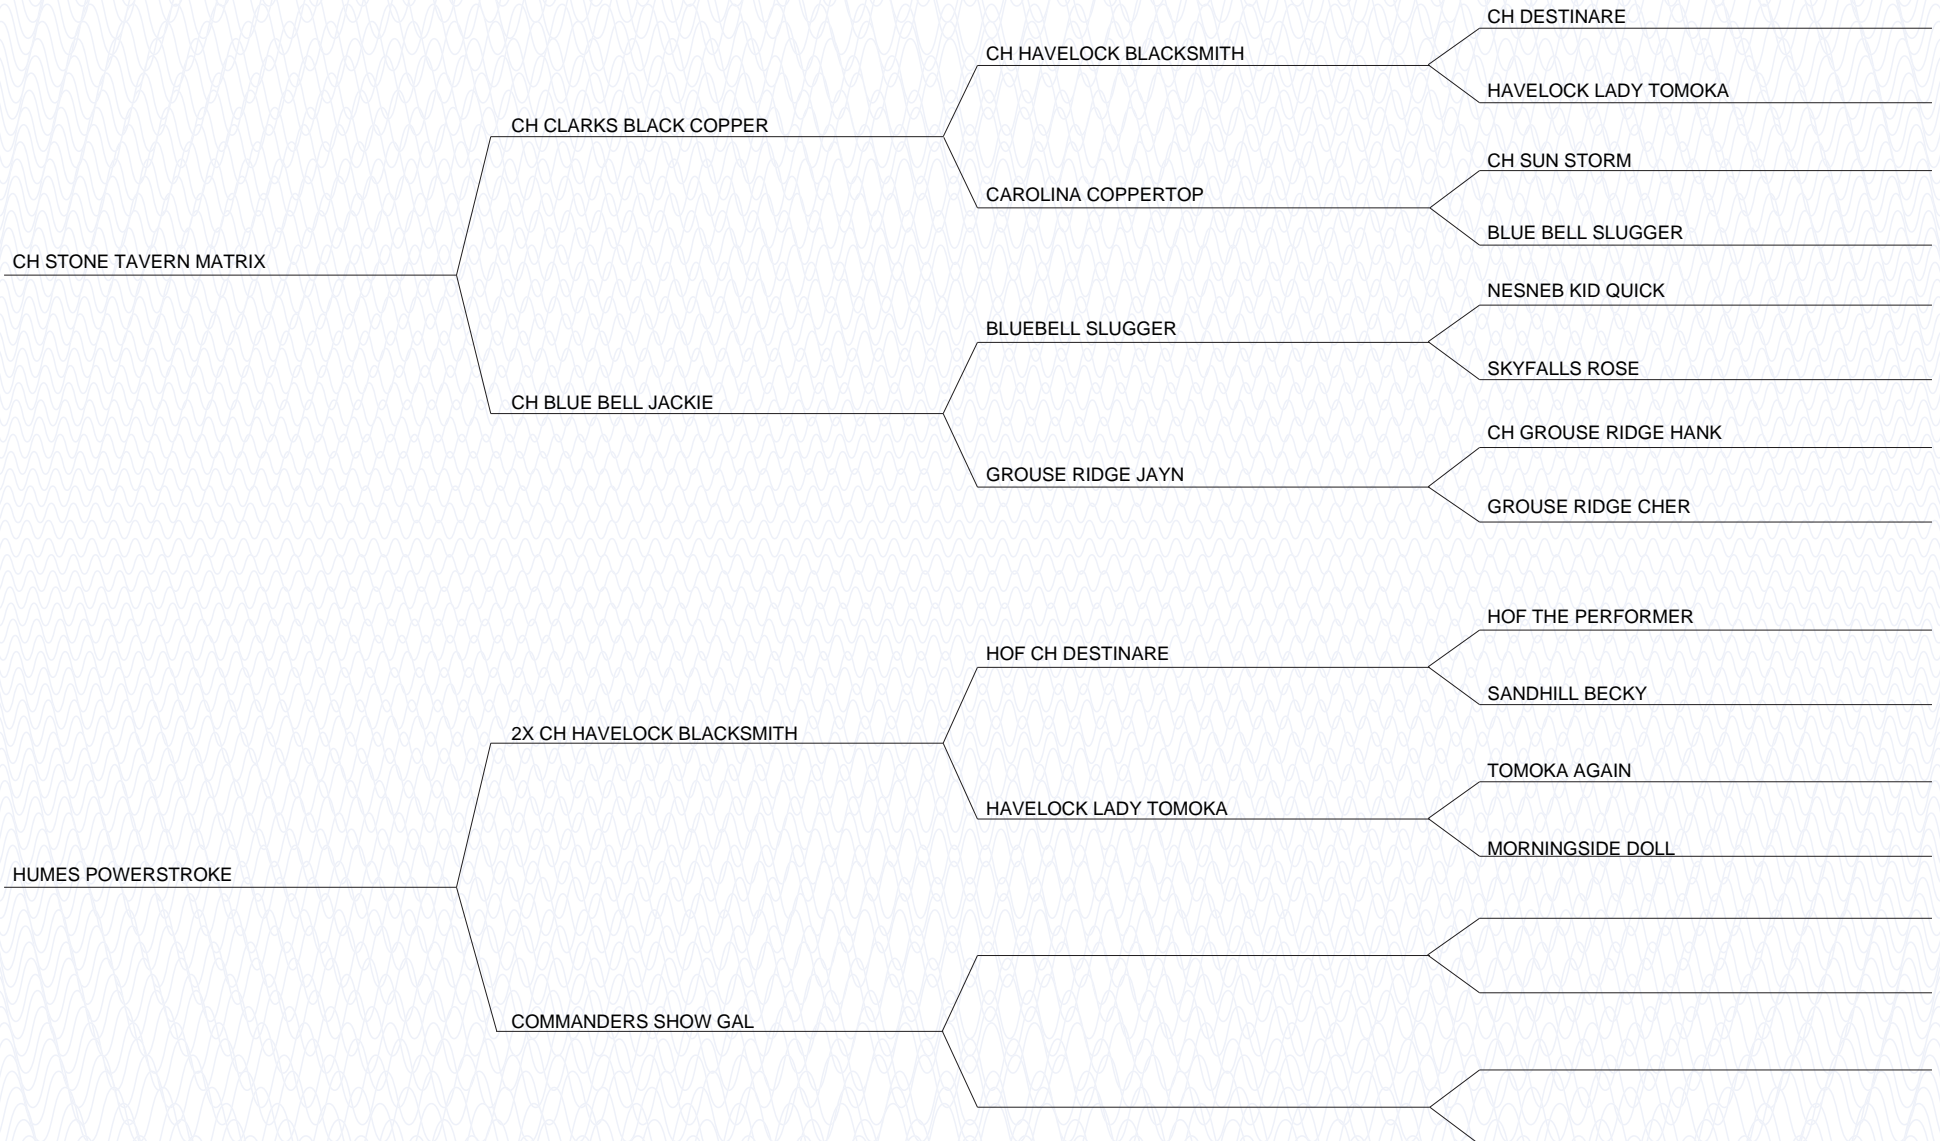 CH DESTINARE
CH HAVELOCK BLACKSMITH
HAVELOCK LADY TOMOKA
CH CLARKS BLACK COPPER
CH SUN STORM
CAROLINA COPPERTOP
BLUE BELL SLUGGER
CH STONE TAVERN MATRIX
NESNEB KID QUICK
BLUEBELL SLUGGER
SKYFALLS ROSE
CH BLUE BELL JACKIE
CH GROUSE RIDGE HANK
GROUSE RIDGE JAYN
GROUSE RIDGE CHER
HOF THE PERFORMER
HOF CH DESTINARE
SANDHILL BECKY
2X CH HAVELOCK BLACKSMITH
TOMOKA AGAIN
HAVELOCK LADY TOMOKA
MORNINGSIDE DOLL
HUMES POWERSTROKE
COMMANDERS SHOW GAL